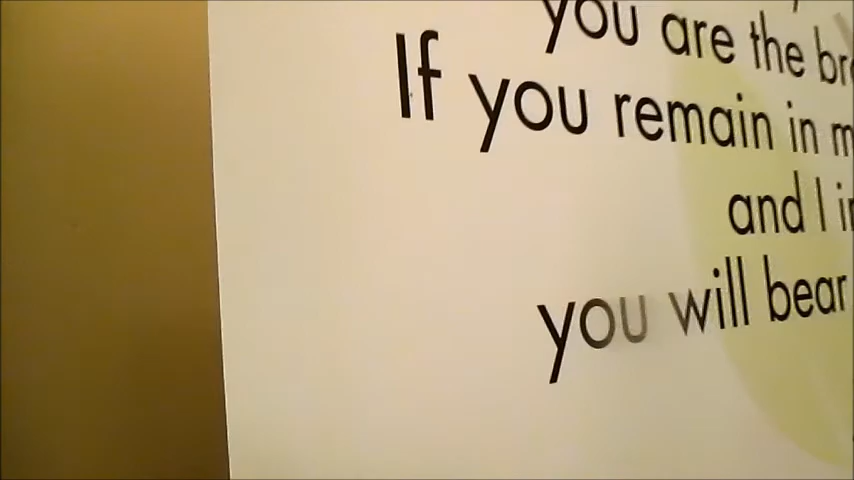 you are the
If you remain in
and I
you will bear